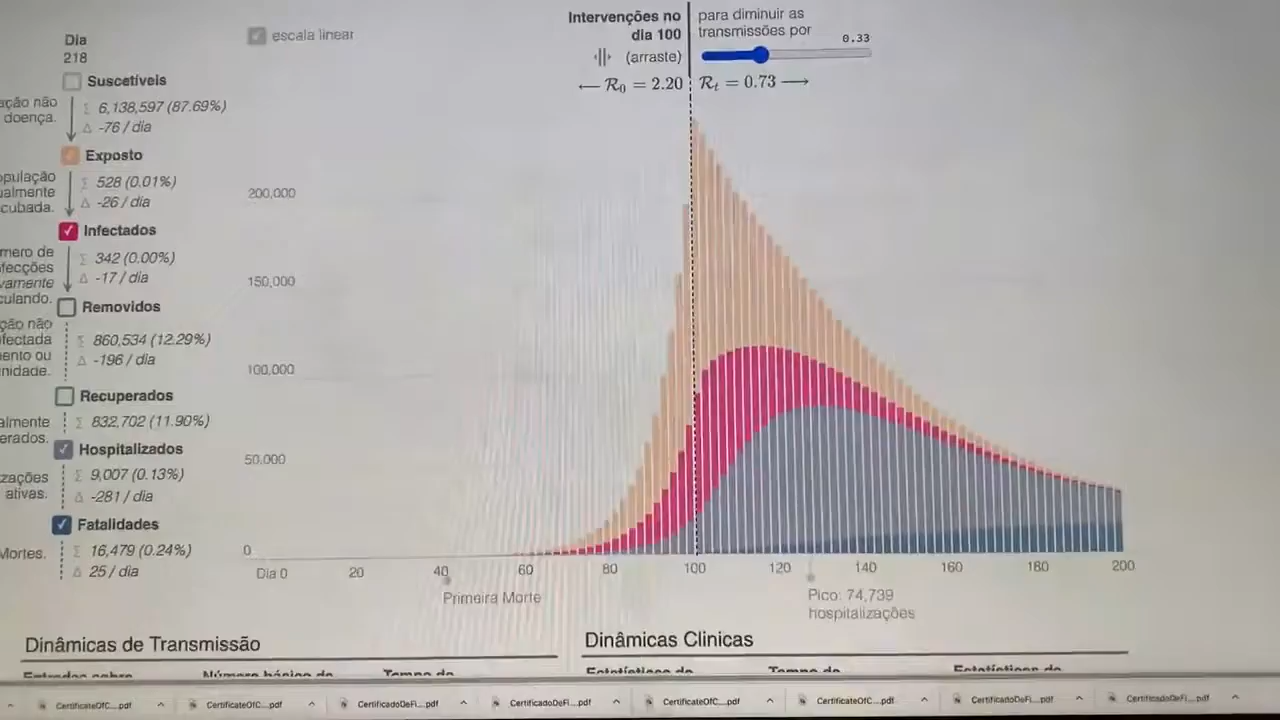 Dia
218
escala linear
Intervenções no
dia 100
(arraste)
← R₀ = 2.20
para diminuir as
transmissões por
0.33
Rₜ = 0.73 →
Suscetíveis
ação não
doença.
Σ 6,138,597 (87.69%)
Δ -76 / dia
Exposto
opulação
ualmente
cubada.
Σ 528 (0.01%)
Δ -26 / dia
Infectados
mero de
fecções
vamente
culando.
Σ 342 (0.00%)
Δ -17 / dia
Removidos
ção não
fectada
ento ou
nidade.
Σ 860,534 (12.29%)
Δ -196 / dia
Recuperados
almente
erados.
Σ 832,702 (11.90%)
Hospitalizados
zações
ativas.
Σ 9,007 (0.13%)
Δ -281 / dia
Fatalidades
Mortes.
Σ 16,479 (0.24%)
Δ 25 / dia
200,000
150,000
100,000
50,000
0
Dia 0 20 40 60 80 100 120 140 160 180 200
Primeira Morte
Pico: 74,739
hospitalizações
Dinâmicas de Transmissão
Dinâmicas Clinicas
CertificateOfC....pdf CertificateOfC....pdf CertificadoDeFi....pdf CertificadoDeFi....pdf CertificateOfC....pdf CertificateOfC....pdf CertificadoDeFi....pdf CertificadoDeFi....pdf